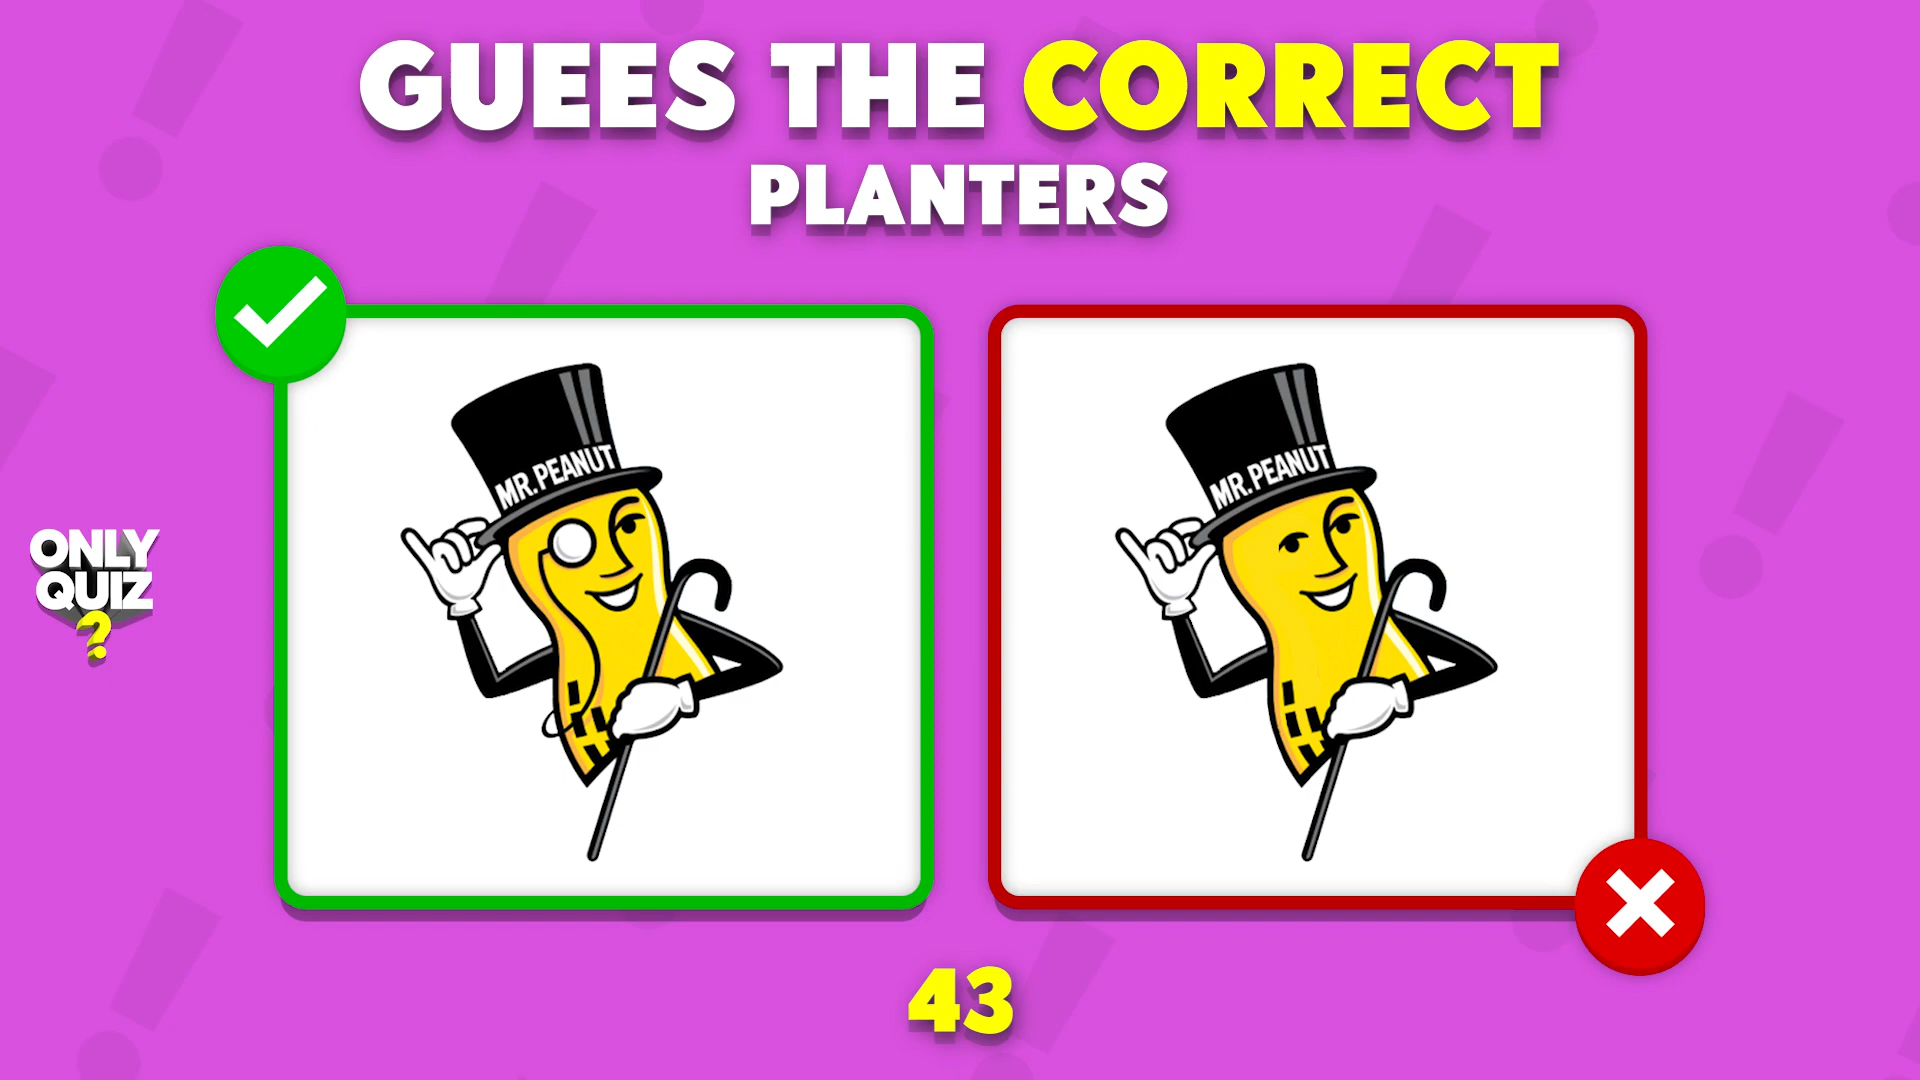 GUEES THE CORRECT
PLANTERS
MR. PEANUT
MR. PEANUT
ONLY
QUIZ
?
43